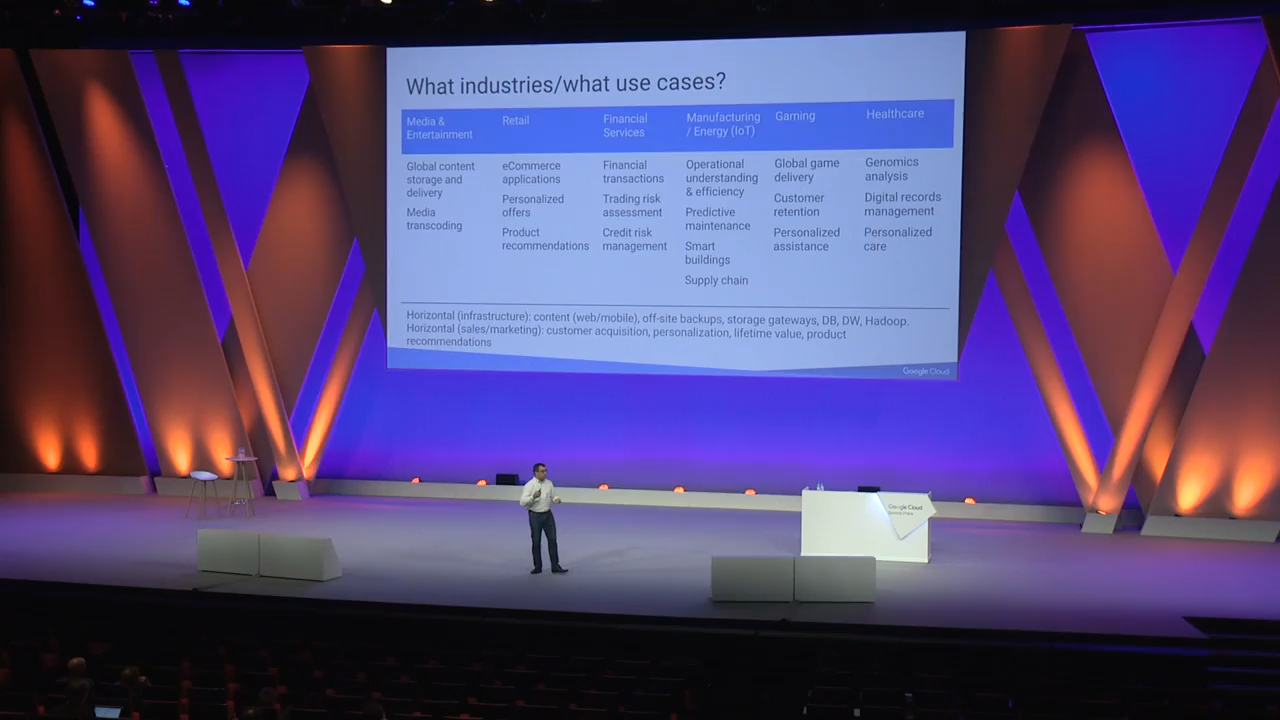 What industries/what use cases?
Media &
Entertainment
Global content
storage and
delivery
Media
transcoding
Retail
eCommerce
applications
Personalized
offers
Product
recommendations
Financial
Services
Financial
transactions
Trading risk
assessment
Credit risk
management
Manufacturing
/ Energy (IoT)
Operational
understanding
& efficiency
Predictive
maintenance
Smart
buildings
Supply chain
Gaming
Global game
delivery
Customer
retention
Personalized
assistance
Healthcare
Genomics
analysis
Digital records
management
Personalized
care
Horizontal (infrastructure): content (web/mobile), off-site backups, storage gateways, DB, DW, Hadoop.
Horizontal (sales/marketing): customer acquisition, personalization, lifetime value, product
recommendations
Google Cloud
Google Cloud